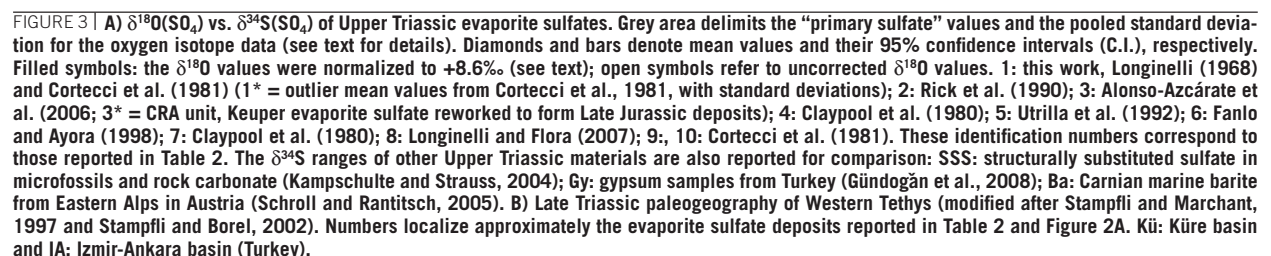 FIGURE 3 | A) δ¹⁸O(SO₄) vs. δ³⁴S(SO₄) of Upper Triassic evaporite sulfates. Grey area delimits the “primary sulfate” values and the pooled standard devia-
tion for the oxygen isotope data (see text for details). Diamonds and bars denote mean values and their 95% confidence intervals (C.I.), respectively.
Filled symbols: the δ¹⁸O values were normalized to +8.6‰ (see text); open symbols refer to uncorrected δ¹⁸O values. 1: this work, Longinelli (1968)
and Cortecci et al. (1981) (1* = outlier mean values from Cortecci et al., 1981, with standard deviations); 2: Rick et al. (1990); 3: Alonso-Azcárate et
al. (2006; 3* = CRA unit, Keuper evaporite sulfate reworked to form Late Jurassic deposits); 4: Claypool et al. (1980); 5: Utrilla et al. (1992); 6: Fanlo
and Ayora (1998); 7: Claypool et al. (1980); 8: Longinelli and Flora (2007); 9:, 10: Cortecci et al. (1981). These identification numbers correspond to
those reported in Table 2. The δ³⁴S ranges of other Upper Triassic materials are also reported for comparison: SSS: structurally substituted sulfate in
microfossils and rock carbonate (Kampschulte and Strauss, 2004); Gy: gypsum samples from Turkey (Gündoğan et al., 2008); Ba: Carnian marine barite
from Eastern Alps in Austria (Schroll and Rantitsch, 2005). B) Late Triassic paleogeography of Western Tethys (modified after Stampfli and Marchant,
1997 and Stampfli and Borel, 2002). Numbers localize approximately the evaporite sulfate deposits reported in Table 2 and Figure 2A. Kü: Küre basin
and IA: Izmir-Ankara basin (Turkey).